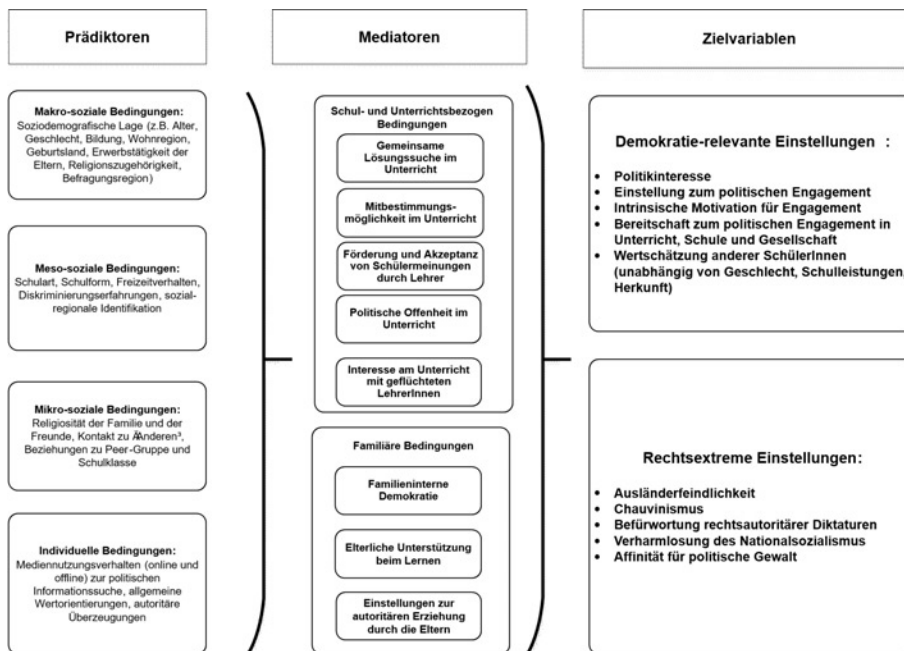 Prädiktoren
Makro-soziale Bedingungen:
Soziodemografische Lage (z.B. Alter,
Geschlecht, Bildung, Wohnregion,
Geburtsland, Erwerbstätigkeit der
Eltern, Religionszugehörigkeit,
Befragungsregion)
Meso-soziale Bedingungen:
Schulart, Schulform, Freizeitverhalten,
Diskriminierungserfahrungen, sozial-
regionale Identifikation
Mikro-soziale Bedingungen:
Religiosität der Familie und der
Freunde, Kontakt zu Ä‚Anderen³,
Beziehungen zu Peer-Gruppe und
Schulklasse
Individuelle Bedingungen:
Mediennutzungsverhalten (online und
offline) zur politischen
Informationssuche, allgemeine
Wertorientierungen, autoritäre
Überzeugungen
Mediatoren
Schul- und Unterrichtsbezogen
Bedingungen
Gemeinsame
Lösungssuche im
Unterricht
Mitbestimmungs-
möglichkeit im Unterricht
Förderung und Akzeptanz
von Schülermeinungen
durch Lehrer
Politische Offenheit im
Unterricht
Interesse am Unterricht
mit geflüchteten
LehrerInnen
Familiäre Bedingungen
Familieninterne
Demokratie
Elterliche Unterstützung
beim Lernen
Einstellungen zur
autoritären Erziehung
durch die Eltern
Zielvariablen
Demokratie-relevante Einstellungen :
• Politikinteresse
• Einstellung zum politischen Engagement
• Intrinsische Motivation für Engagement
• Bereitschaft zum politischen Engagement in
Unterricht, Schule und Gesellschaft
• Wertschätzung anderer SchülerInnen
(unabhängig von Geschlecht, Schulleistungen,
Herkunft)
Rechtsextreme Einstellungen:
• Ausländerfeindlichkeit
• Chauvinismus
• Befürwortung rechtsautoritärer Diktaturen
• Verharmlosung des Nationalsozialismus
• Affinität für politische Gewalt